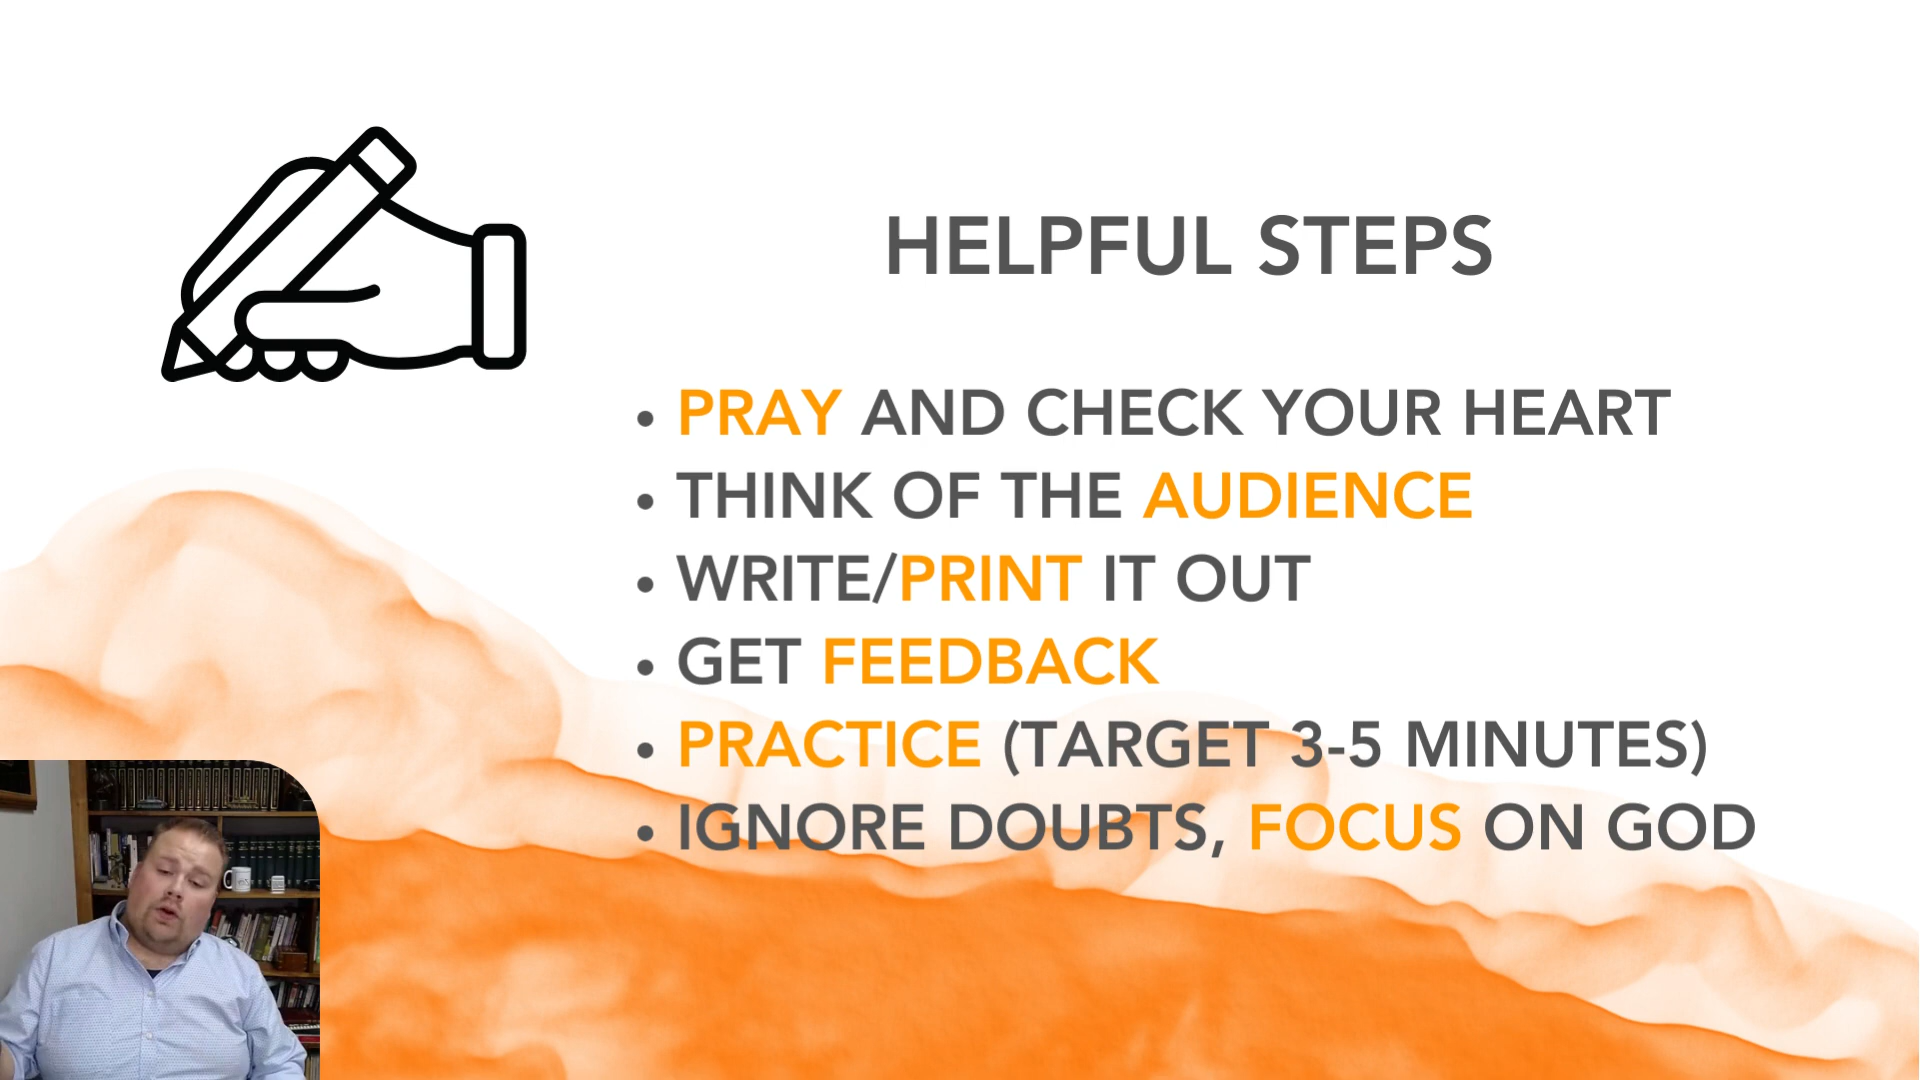 HELPFUL STEPS
• PRAY AND CHECK YOUR HEART
• THINK OF THE AUDIENCE
• WRITE/PRINT IT OUT
• GET FEEDBACK
• PRACTICE (TARGET 3-5 MINUTES)
• IGNORE DOUBTS, FOCUS ON GOD